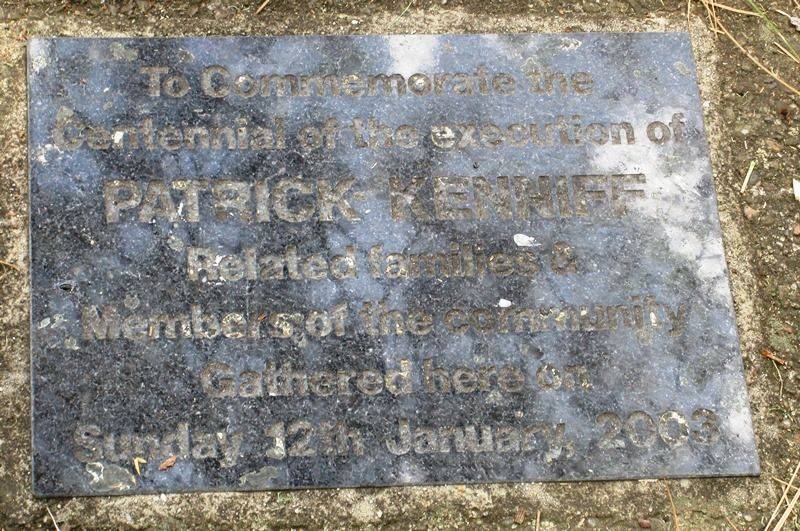 To Commemorate the
Centennial of the execution of
PATRICK KENNIFF
Related families &
Members of the community
Gathered here on
Sunday 12th January, 2003